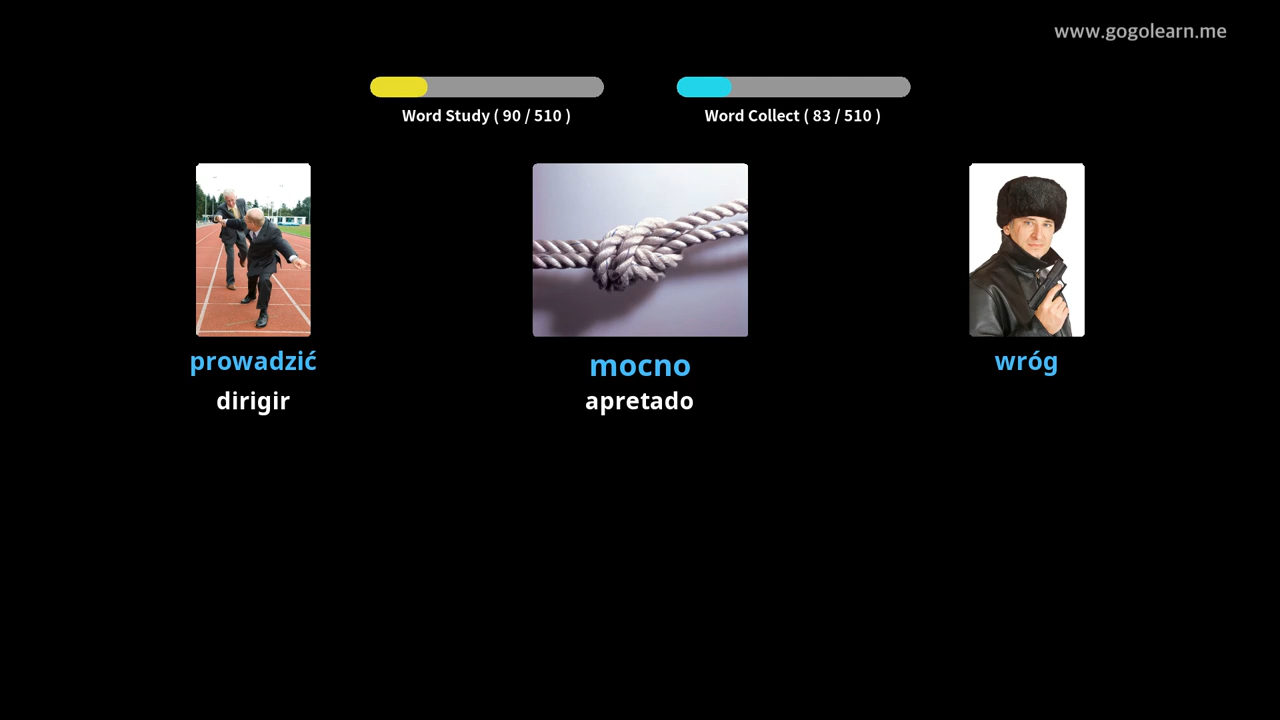 www.gogolearn.me
Word Study ( 90 / 510 )
Word Collect ( 83 / 510 )
prowadzić
dirigir
mocno
apretado
wróg